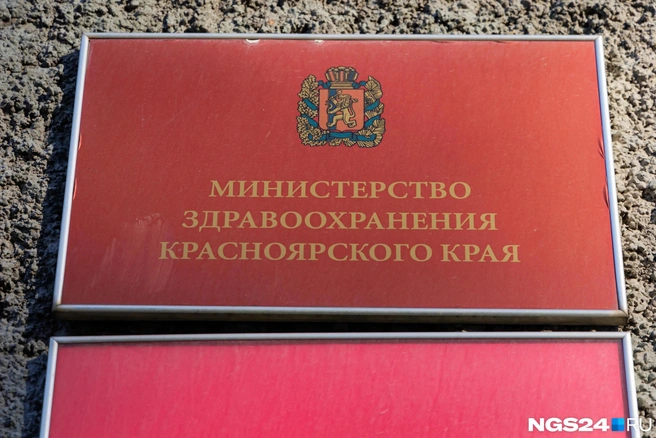 МИНИСТЕРСТВО
ЗДРАВООХРАНЕНИЯ
КРАСНОЯРСКОГО КРАЯ
NGS24.RU